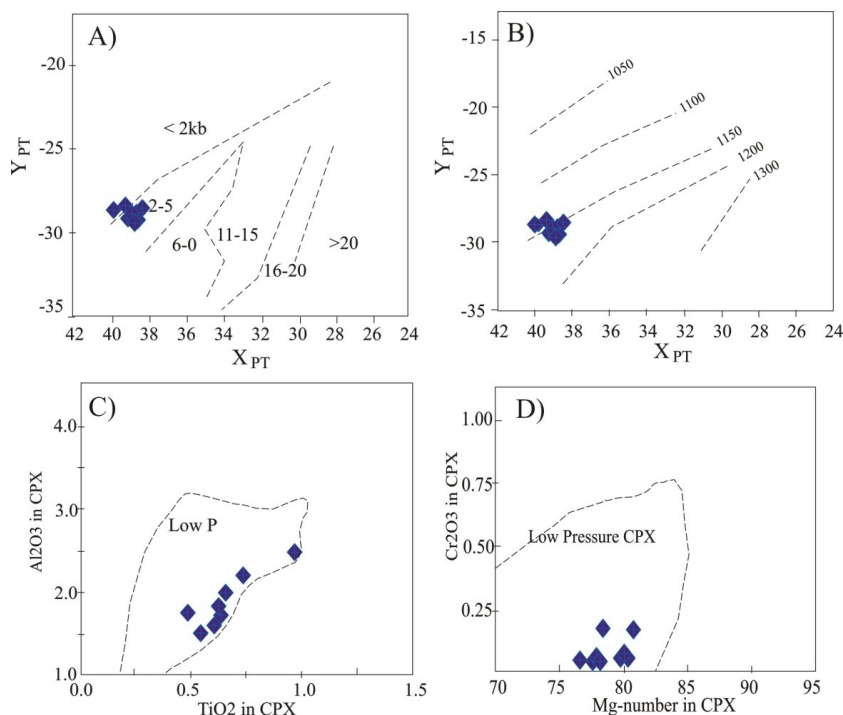 A)
-20
-25
-30
-35
Y PT
< 2kb
2-5
6-0
11-15
16-20
>20
42 40 38 36 34 32 30 28 26 24
X PT
B)
-15
-20
-25
-30
-35
Y PT
1050
1100
1150
1200
1300
42 40 38 36 34 32 30 28 26 24
X PT
C)
4.0
3.0
2.0
1.0
Al2O3 in CPX
Low P
0.0 0.5 1.0 1.5
TiO2 in CPX
D)
1.00
0.75
0.50
0.25
Cr2O3 in CPX
Low Pressure CPX
70 75 80 85 90 95
Mg-number in CPX